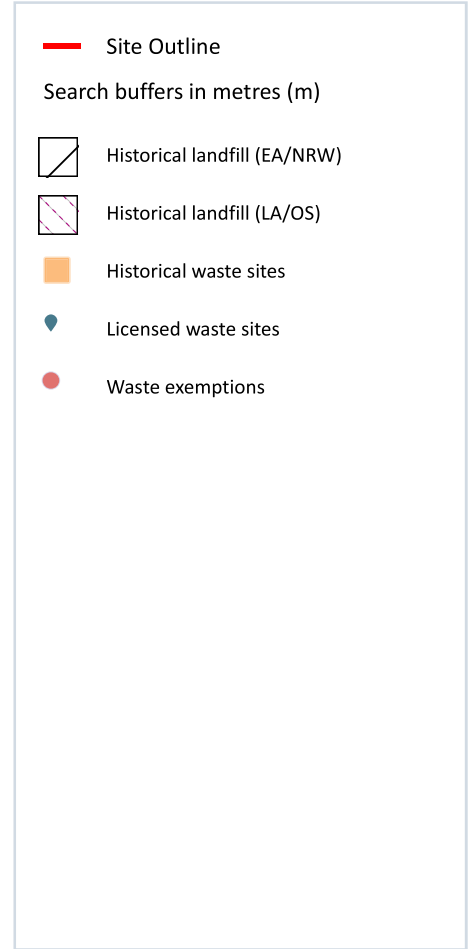 Site Outline
Search buffers in metres (m)
Historical landfill (EA/NRW)
Historical landfill (LA/OS)
Historical waste sites
Licensed waste sites
Waste exemptions